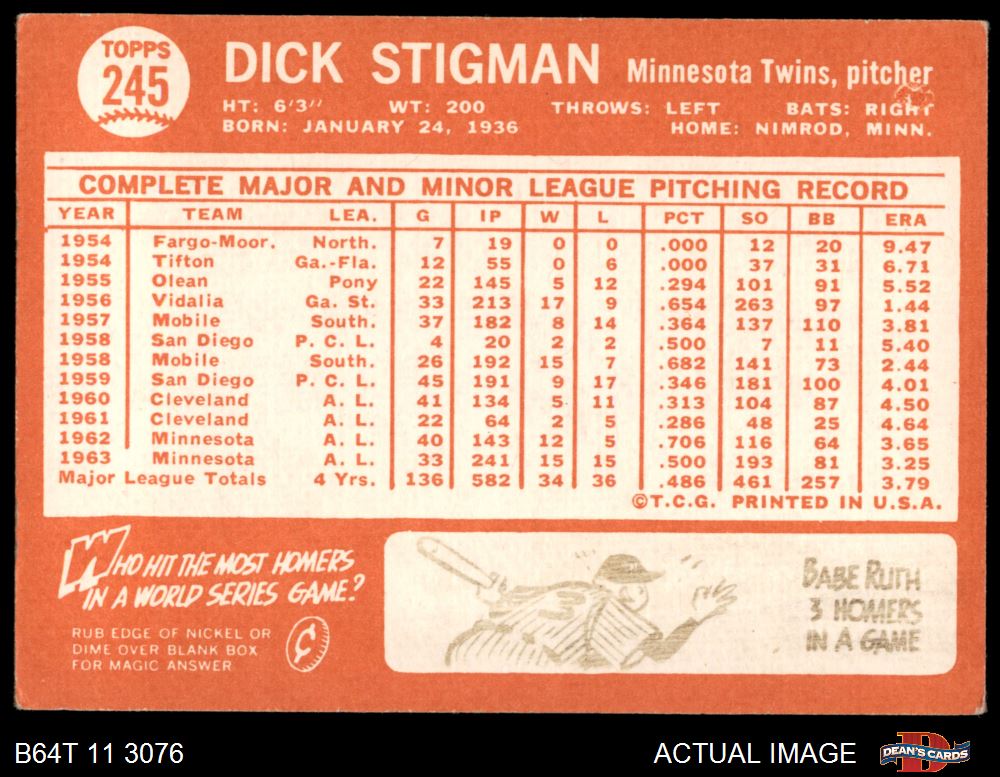 TOPPS
245
DICK STIGMAN Minnesota Twins, pitcher
HT: 6'3" WT: 200 THROWS: LEFT BATS: RIGHT
BORN: JANUARY 24, 1936 HOME: NIMROD, MINN.
COMPLETE MAJOR AND MINOR LEAGUE PITCHING RECORD
YEAR TEAM LEA. G IP W L PCT SO BB ERA
1954 Fargo-Moor. North. 7 19 0 0 .000 12 20 9.47
1954 Tifton Ga.-Fla. 12 55 0 6 .000 37 31 6.71
1955 Olean Pony 22 145 5 12 .294 101 91 5.52
1956 Vidalia Ga. St. 33 213 17 9 .654 263 97 1.44
1957 Mobile South. 37 182 8 14 .364 137 110 3.81
1958 San Diego P. C. L. 4 20 2 2 .500 7 11 5.40
1958 Mobile South. 26 192 15 7 .682 141 73 2.44
1959 San Diego P. C. L. 45 191 9 17 .346 181 100 4.01
1960 Cleveland A. L. 41 134 5 11 .313 104 87 4.50
1961 Cleveland A. L. 22 64 2 5 .286 48 25 4.64
1962 Minnesota A. L. 40 143 12 5 .706 116 64 3.65
1963 Minnesota A. L. 33 241 15 15 .500 193 81 3.25
Major League Totals 4 Yrs. 136 582 34 36 .486 461 257 3.79
©T.C.G. PRINTED IN U.S.A.
WHO HIT THE MOST HOMERS
IN A WORLD SERIES GAME?
RUB EDGE OF NICKEL OR
DIME OVER BLANK BOX
FOR MAGIC ANSWER
¢
BABE RUTH
3 HOMERS
IN A GAME
B64T 11 3076 ACTUAL IMAGE
D
DEAN'S CARDS